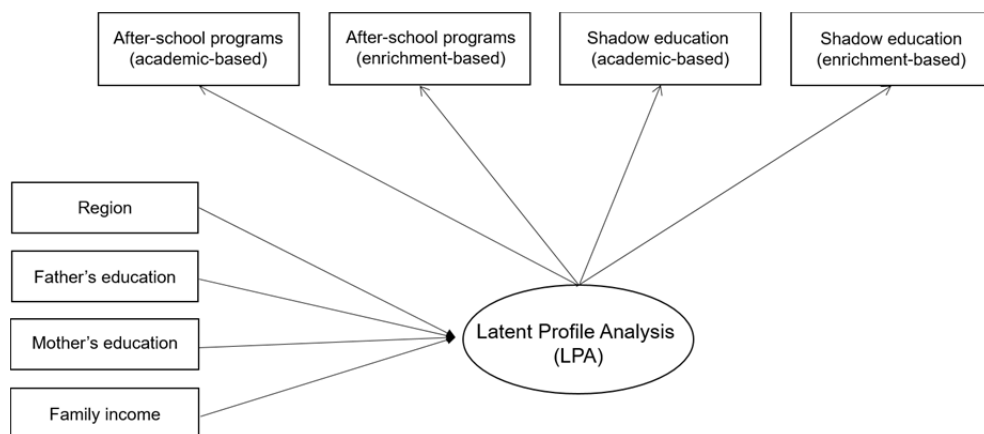 After-school programs
(academic-based)
After-school programs
(enrichment-based)
Shadow education
(academic-based)
Shadow education
(enrichment-based)
Region
Father's education
Mother's education
Family income
Latent Profile Analysis
(LPA)